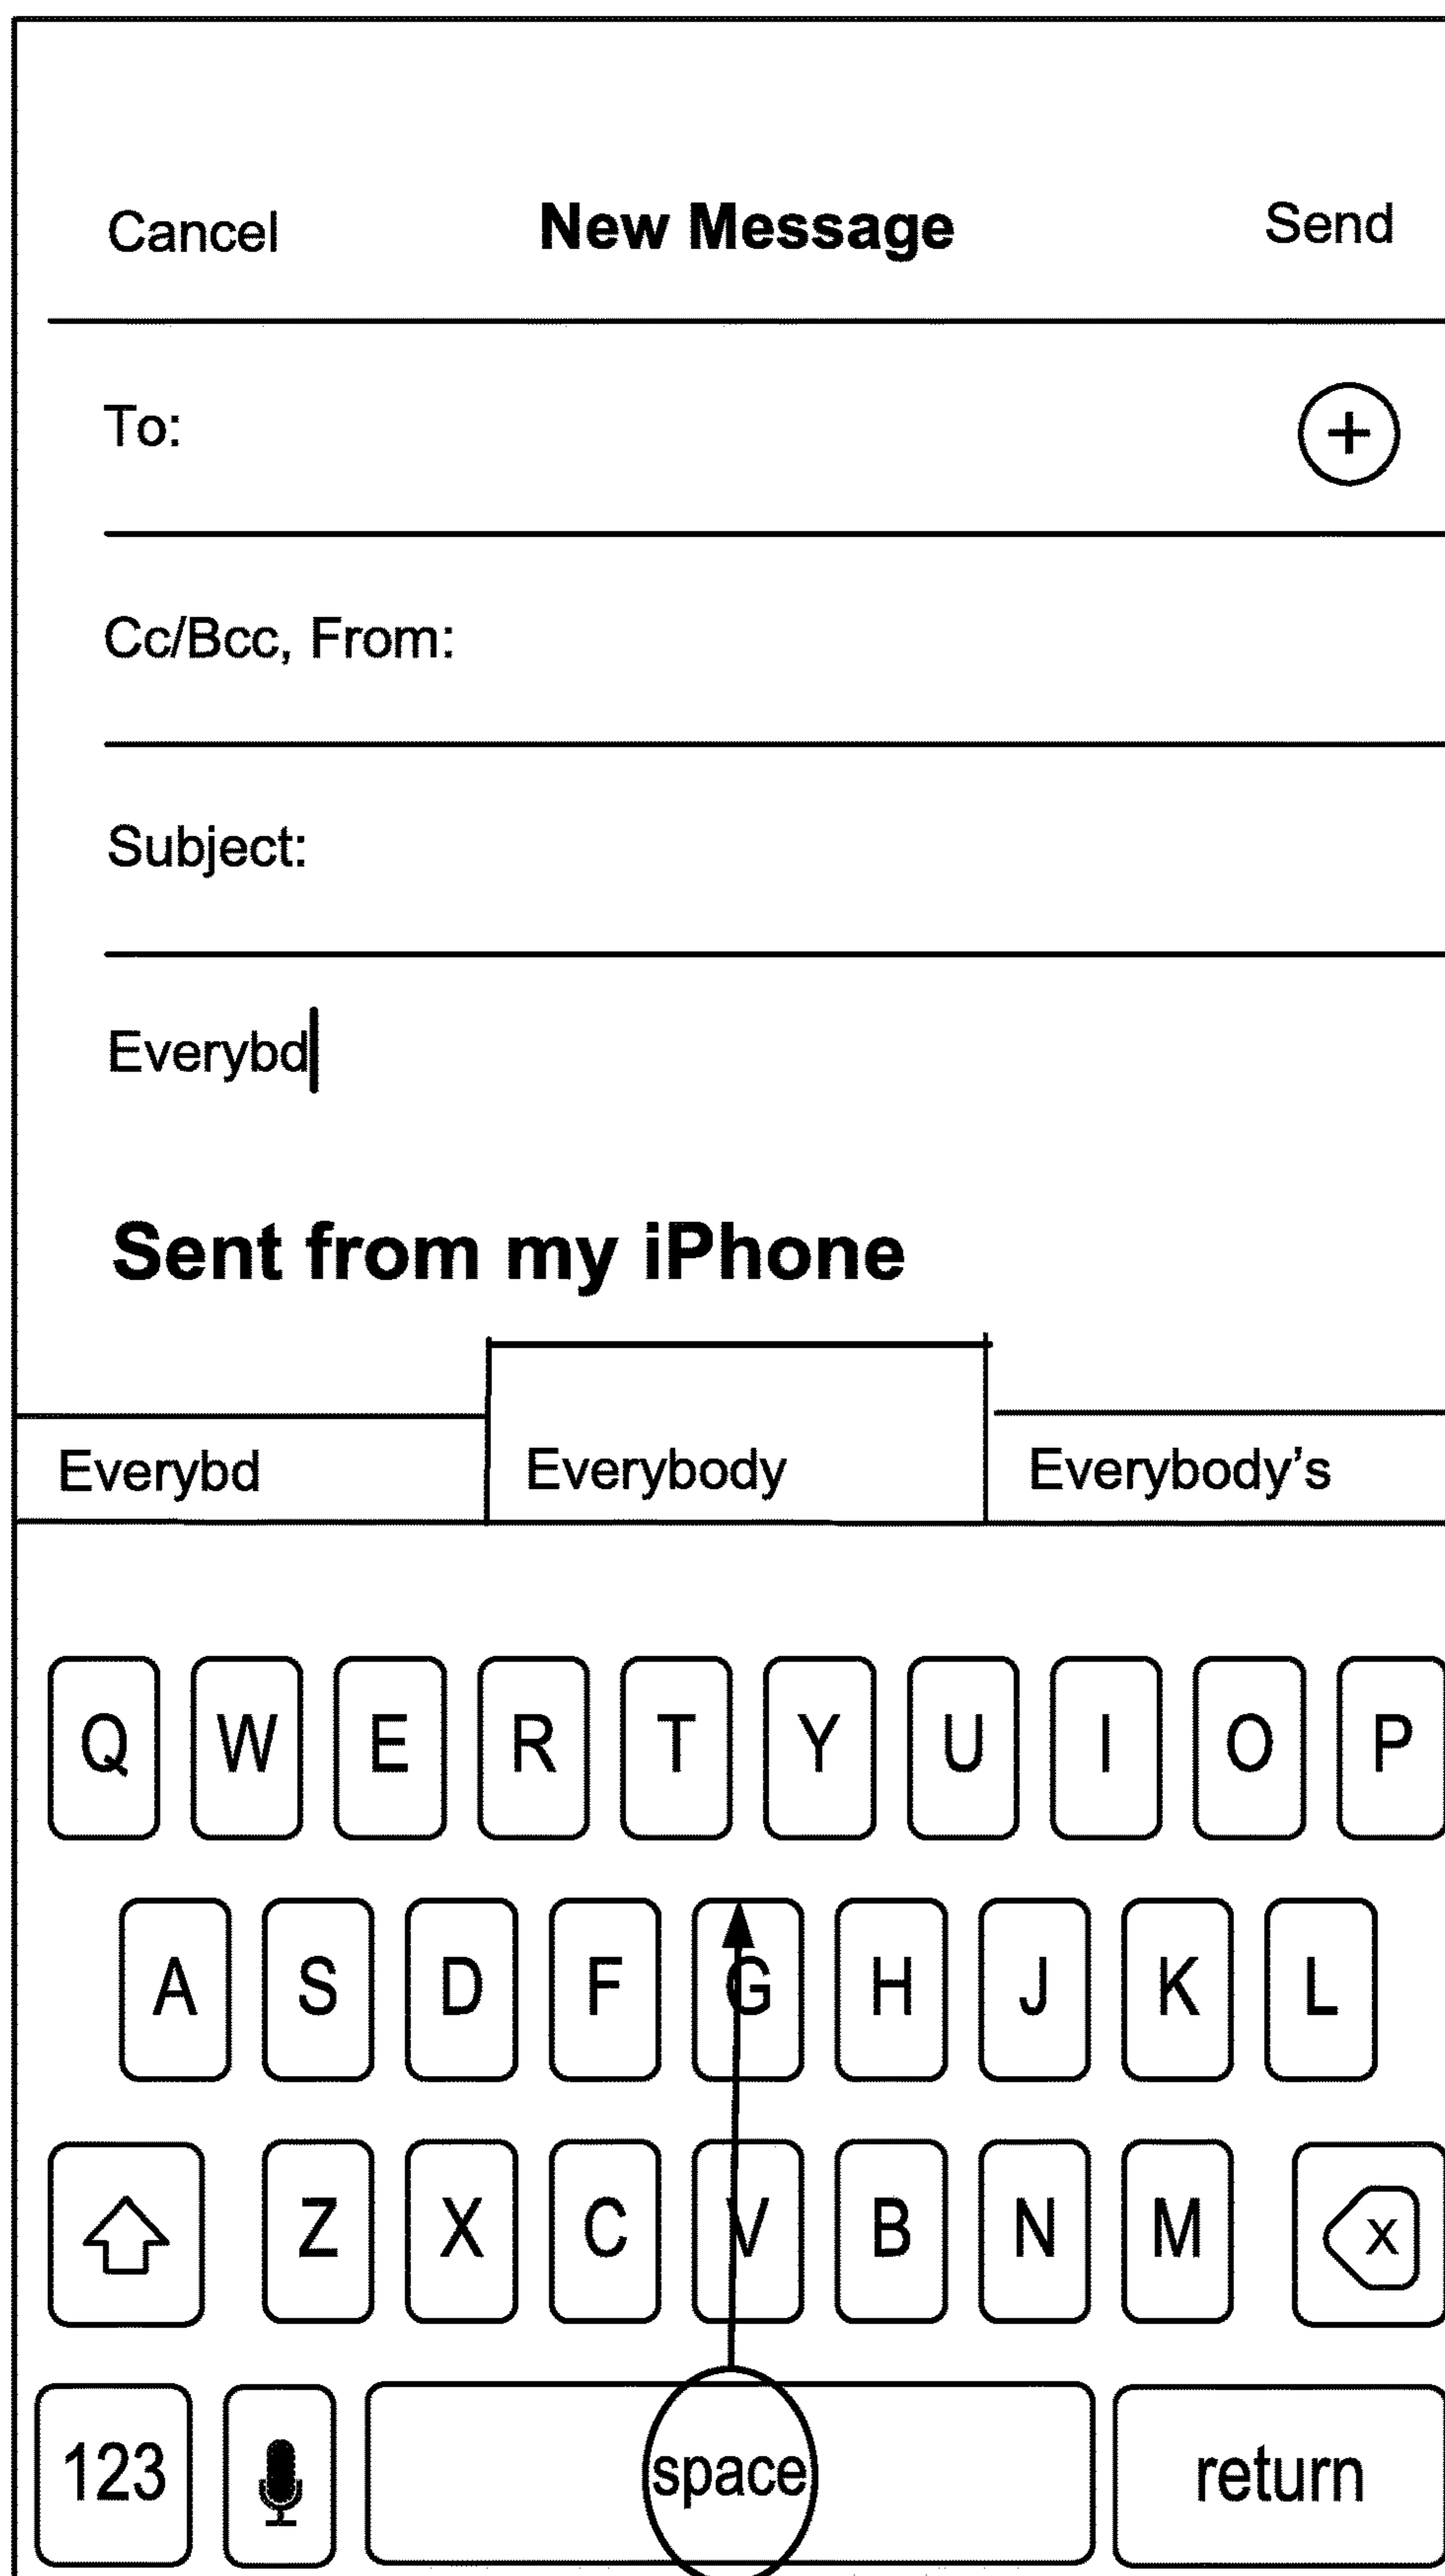 Cancel New Message Send
To: +
Cc/Bcc, From:
Subject:
Everybd
Sent from my iPhone
Everybd Everybody Everybody's
Q W E R T Y U I O P
A S D F G H J K L
Z X C V B N M X
123 space return